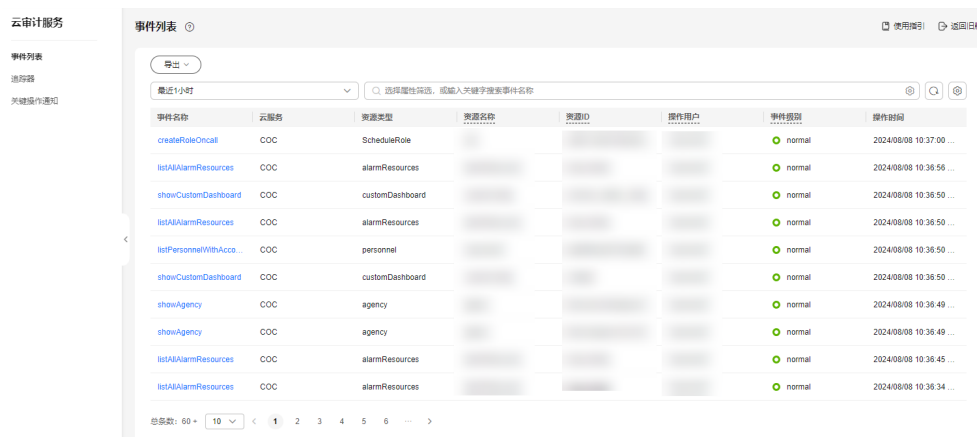 云审计服务
事件列表
追踪器
关键操作通知
事件列表
使用指引 返回旧
导出
最近1小时 选择属性筛选，或输入关键字搜索事件名称
事件名称 云服务 资源类型 资源名称 资源ID 操作用户 事件级别 操作时间
createRoleOncall COC ScheduleRole normal 2024/08/08 10:37:00 ...
listAllAlarmResources COC alarmResources normal 2024/08/08 10:36:56 ...
showCustomDashboard COC customDashboard normal 2024/08/08 10:36:50 ...
listAllAlarmResources COC alarmResources normal 2024/08/08 10:36:50 ...
listPersonnelWithAcco... COC personnel normal 2024/08/08 10:36:50 ...
showCustomDashboard COC customDashboard normal 2024/08/08 10:36:50 ...
showAgency COC agency normal 2024/08/08 10:36:49 ...
showAgency COC agency normal 2024/08/08 10:36:49 ...
listAllAlarmResources COC alarmResources normal 2024/08/08 10:36:45 ...
listAllAlarmResources COC alarmResources normal 2024/08/08 10:36:34 ...
总条数: 60+ 10 1 2 3 4 5 6 ...